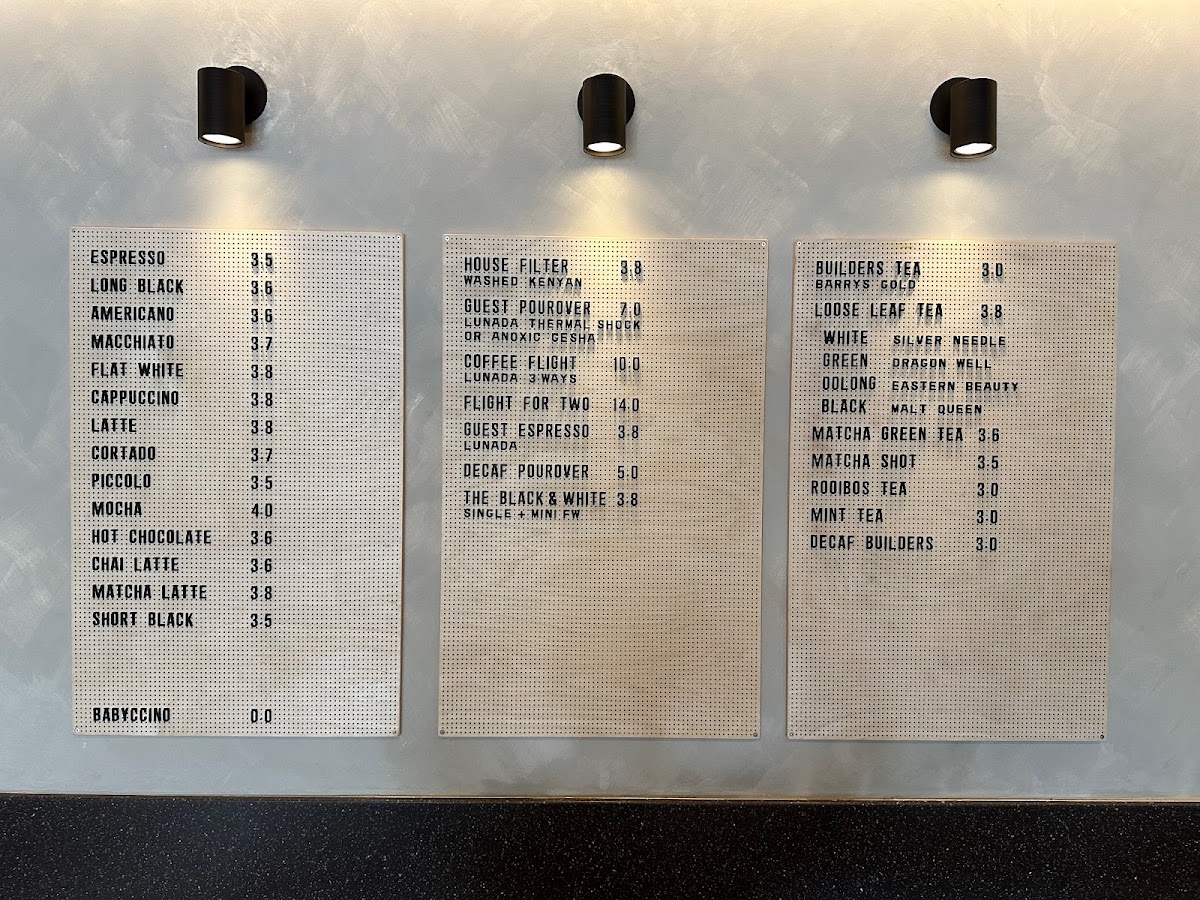 ESPRESSO 3.5
LONG BLACK 3.6
AMERICANO 3.6
MACCHIATO 3.7
FLAT WHITE 3.8
CAPPUCCINO 3.8
LATTE 3.8
CORTADO 3.7
PICCOLO 3.5
MOCHA 4.0
HOT CHOCOLATE 3.6
CHAI LATTE 3.6
MATCHA LATTE 3.8
SHORT BLACK 3.5
BABYCCINO 0.0
HOUSE FILTER 3.8
WASHED KENYAN
GUEST POUROVER 7.0
LUNADA THERMAL SHOCK
OR ANOXIC GESHA
COFFEE FLIGHT 10.0
LUNADA 3 WAYS
FLIGHT FOR TWO 14.0
GUEST ESPRESSO 3.8
LUNADA
DECAF POUROVER 5.0
THE BLACK & WHITE 3.8
SINGLE + MINI FW
BUILDERS TEA 3.0
BARRYS GOLD
LOOSE LEAF TEA 3.8
WHITE SILVER NEEDLE
GREEN DRAGON WELL
OOLONG EASTERN BEAUTY
BLACK MALT QUEEN
MATCHA GREEN TEA 3.6
MATCHA SHOT 3.5
ROOIBOS TEA 3.0
MINT TEA 3.0
DECAF BUILDERS 3.0